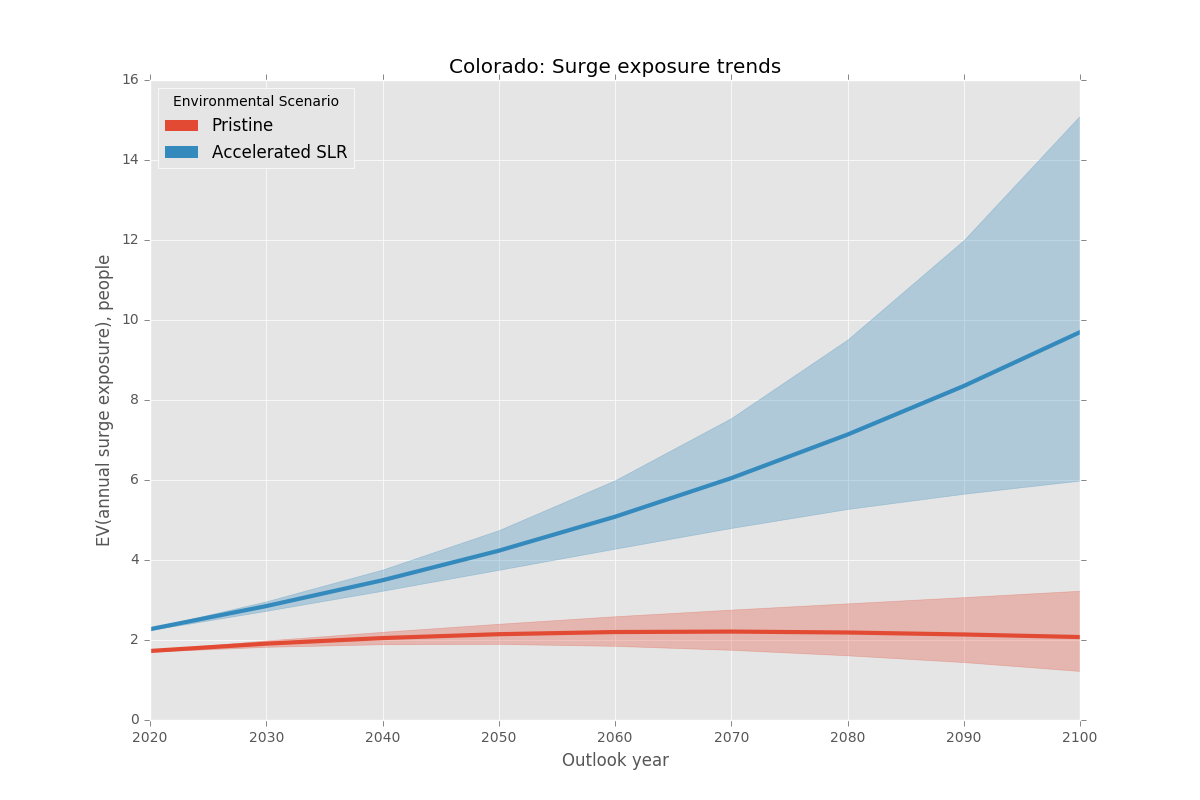 Colorado: Surge exposure trends
Environmental Scenario
Pristine
Accelerated SLR
EV(annual surge exposure), people
16
14
12
10
8
6
4
2
0
2020 2030 2040 2050 2060 2070 2080 2090 2100
Outlook year